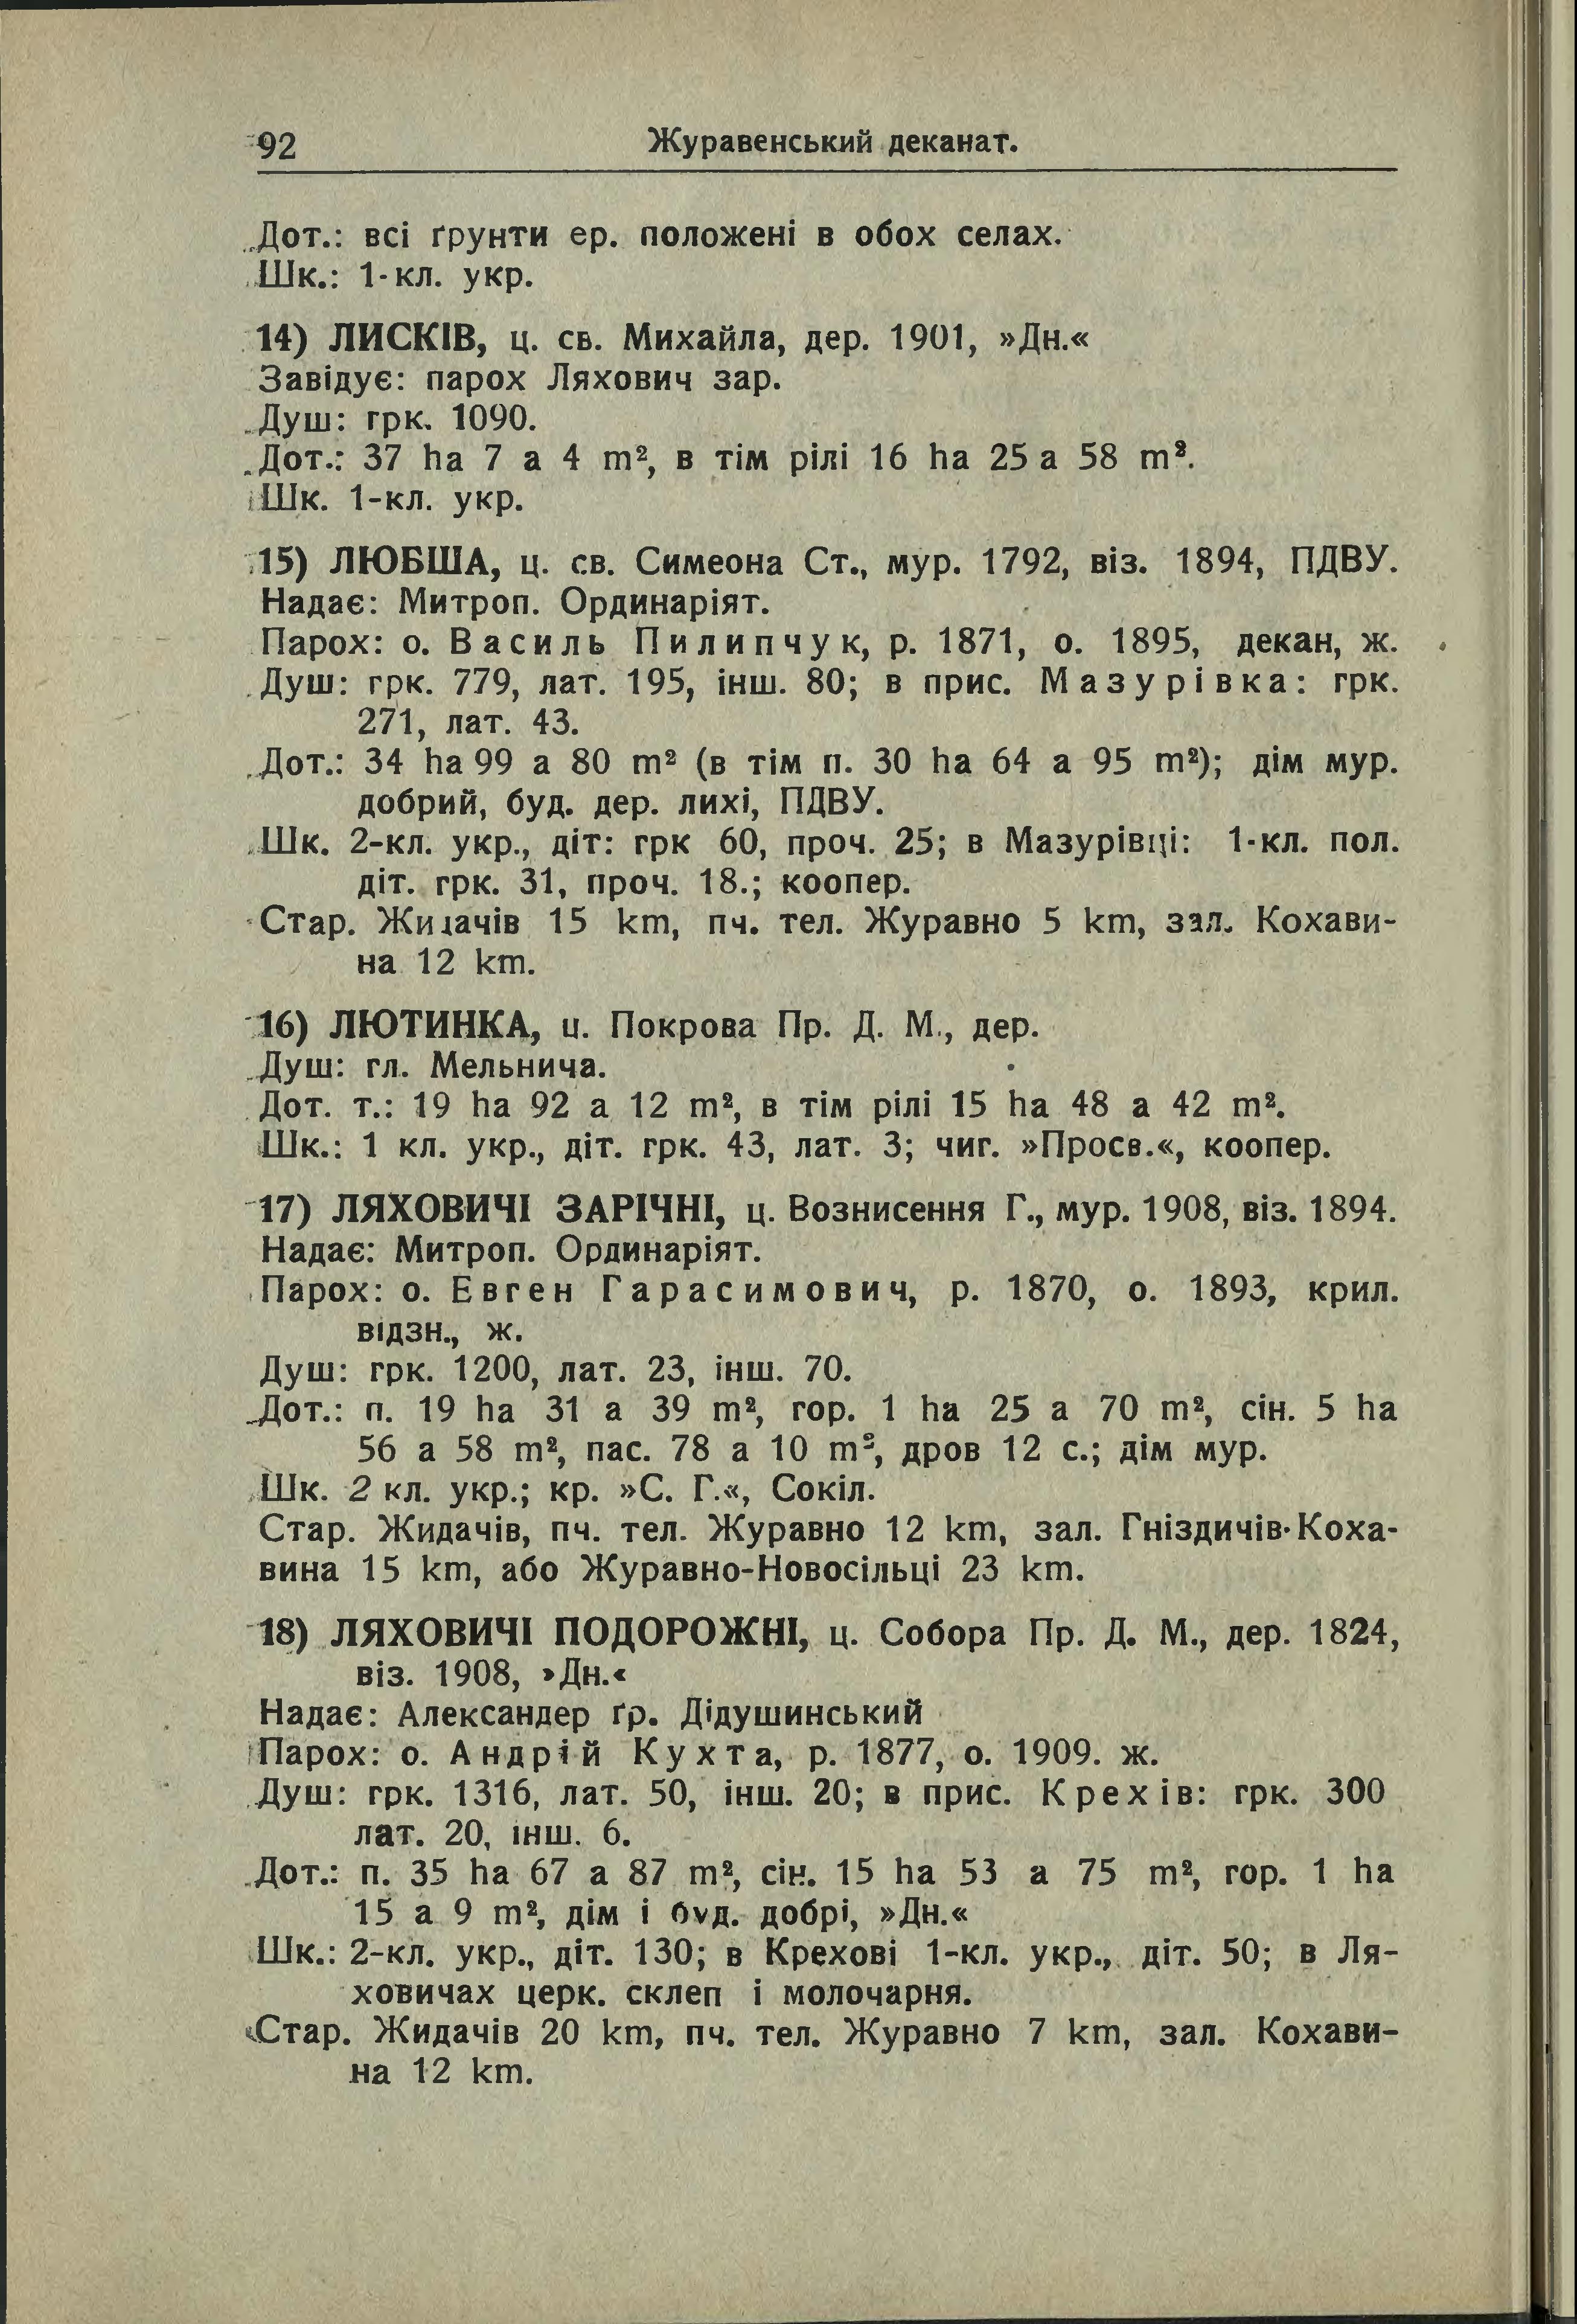 92 Журавенський деканат.
Дот.: всі ґрунти ер. положені в обох селах.
Шк.: 1-кл. укр.
14) ЛИСКІВ, ц. св. Михайла, дер. 1901, »Дн.«
Завідує: парох Ляхович зар.
Душ: грк. 1090.
Дот.: 37 ha 7 a 4 m², в тім рілі 16 ha 25 a 58 m².
Шк. 1-кл. укр.
15) ЛЮБША, ц. св. Симеона Ст., мур. 1792, віз. 1894, ПДВУ.
Надає: Митроп. Ординаріят.
Парох: о. Василь Пилипчук, р. 1871, о. 1895, декан, ж.
Душ: грк. 779, лат. 195, інш. 80; в прис. Мазурівка: грк.
271, лат. 43.
Дот.: 34 ha 99 a 80 m² (в тім п. 30 ha 64 a 95 m²); дім мур.
добрий, буд. дер. лихі, ПДВУ.
Шк. 2-кл. укр., діт: грк 60, проч. 25; в Мазурівці: 1-кл. пол.
діт. грк. 31, проч. 18.; коопер.
Стар. Жидачів 15 km, пч. тел. Журавно 5 km, зал. Кохави-
на 12 km.
16) ЛЮТИНКА, ц. Покрова Пр. Д. М., дер.
Душ: гл. Мельнича.
Дот. т.: 19 ha 92 a 12 m², в тім рілі 15 ha 48 a 42 m².
Шк.: 1 кл. укр., діт. грк. 43, лат. 3; чиг. »Просв.«, коопер.
17) ЛЯХОВИЧІ ЗАРІЧНІ, ц. Вознисення Г., мур. 1908, віз. 1894.
Надає: Митроп. Ординаріят.
Парох: о. Евген Гарасимович, р. 1870, о. 1893, крил.
відзн., ж.
Душ: грк. 1200, лат. 23, інш. 70.
Дот.: п. 19 ha 31 a 39 m², гор. 1 ha 25 a 70 m², сін. 5 ha
56 a 58 m², пас. 78 a 10 m², дров 12 с.; дім мур.
Шк. 2 кл. укр.; кр. »С. Г.«, Сокіл.
Стар. Жидачів, пч. тел. Журавно 12 km, зал. Гніздичів-Коха-
вина 15 km, або Журавно-Новосільці 23 km.
18) ЛЯХОВИЧІ ПОДОРОЖНІ, ц. Собора Пр. Д. М., дер. 1824,
віз. 1908, »Дн.«
Надає: Александер ґр. Дідушинський
Парох: о. Андрій Кухта, р. 1877, о. 1909. ж.
Душ: грк. 1316, лат. 50, інш. 20; в прис. Крехів: грк. 300
лат. 20, інш. 6.
Дот.: п. 35 ha 67 a 87 m², сін. 15 ha 53 a 75 m², гор. 1 ha
15 a 9 m², дім і буд. добрі, »Дн.«
Шк.: 2-кл. укр., діт. 130; в Крехові 1-кл. укр., діт. 50; в Ля-
ховичах церк. склеп і молочарня.
Стар. Жидачів 20 km, пч. тел. Журавно 7 km, зал. Кохави-
на 12 km.